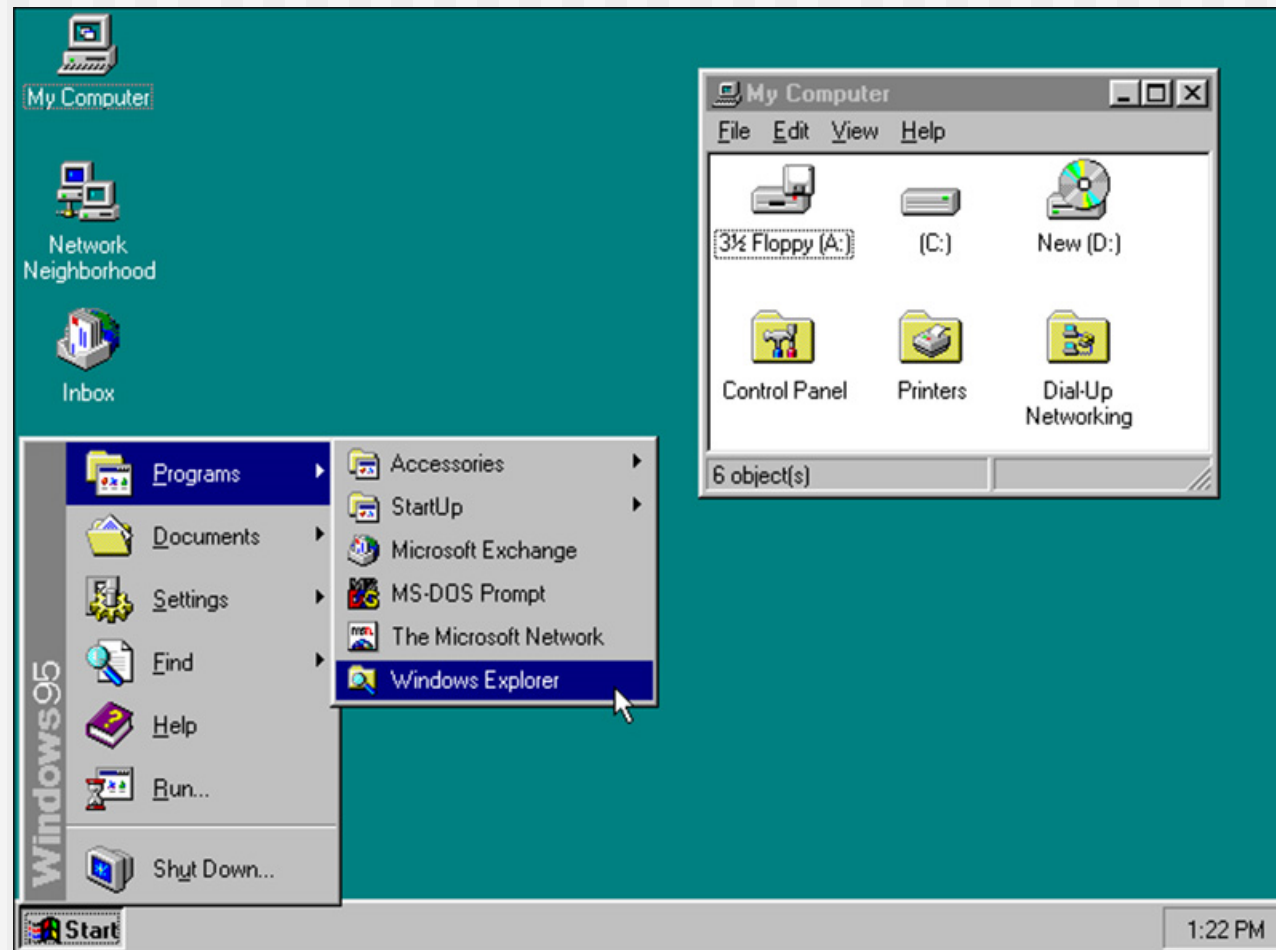 My Computer
Network
Neighborhood
Inbox
My Computer
File Edit View Help
3½ Floppy (A:)
(C:)
New (D:)
Control Panel
Printers
Dial-Up
Networking
6 object(s)
Windows95
Programs
Documents
Settings
Find
Help
Run...
Shut Down...
Accessories
StartUp
Microsoft Exchange
MS-DOS Prompt
The Microsoft Network
Windows Explorer
Start
1:22 PM